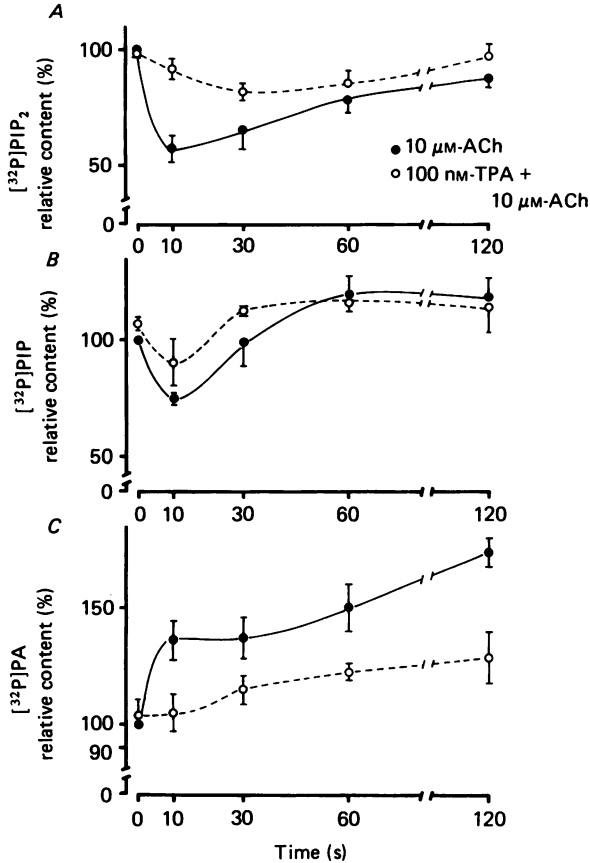 A
100
50
0
[³²P]PIP₂
relative content (%)
● 10 μM-ACh
○ 100 nM-TPA +
10 μM-ACh
0 10 30 60 120
B
100
50
0
[³²P]PIP
relative content (%)
0 10 30 60 120
C
150
100
90
0
[³²P]PA
relative content (%)
0 10 30 60 120
Time (s)